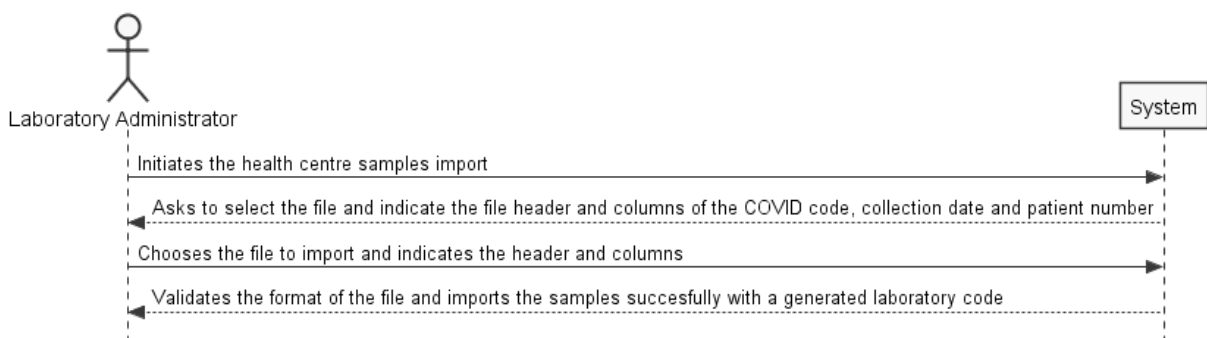 Laboratory Administrator
System
Initiates the health centre samples import
Asks to select the file and indicate the file header and columns of the COVID code, collection date and patient number
Chooses the file to import and indicates the header and columns
Validates the format of the file and imports the samples succesfully with a generated laboratory code